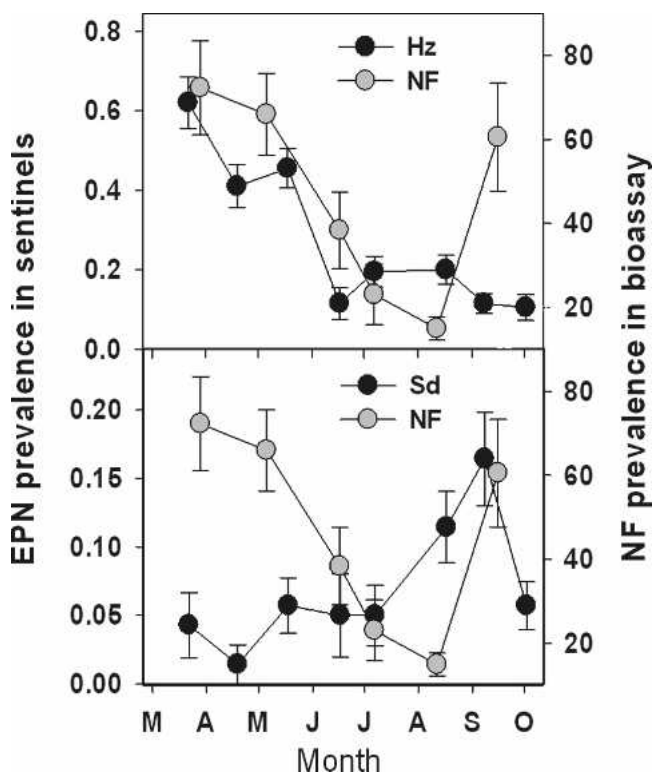 0.8
0.6
0.4
0.2
0.0
Hz
NF
80
60
40
20
EPN prevalence in sentinels
NF prevalence in bioassay
0.20
0.15
0.10
0.05
0.00
Sd
NF
80
60
40
20
M A M J J A S O
Month